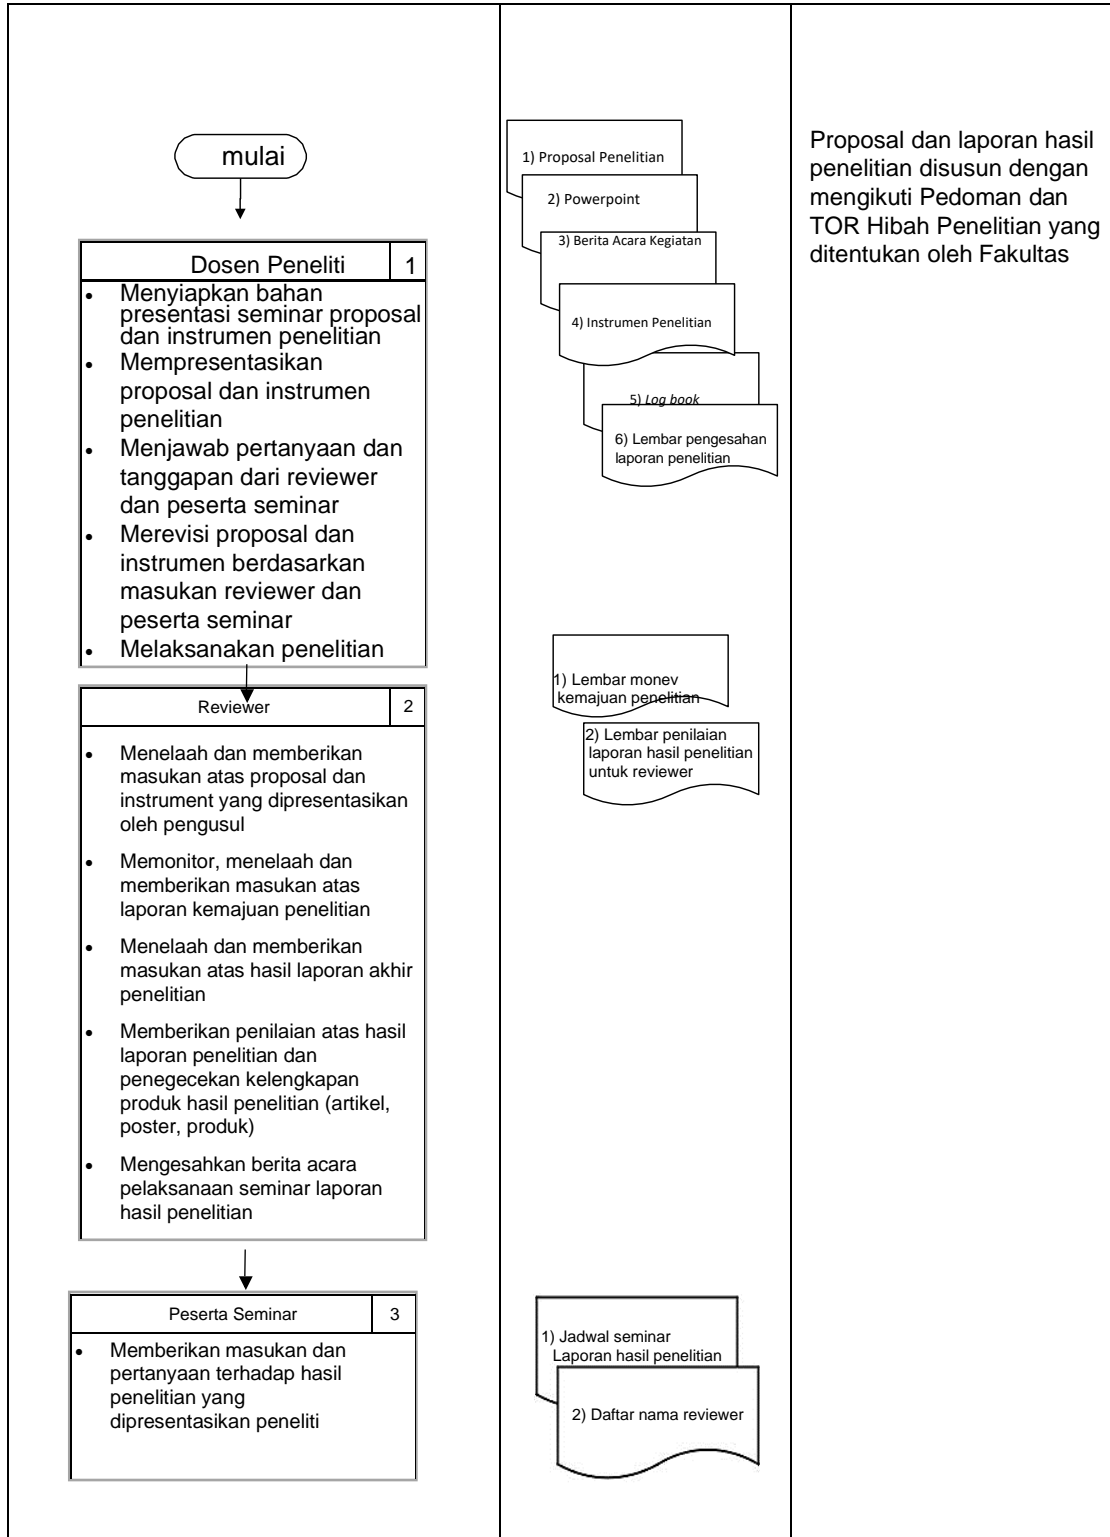 mulai
Dosen Peneliti 1
• Menyiapkan bahan
presentasi seminar proposal
dan instrumen penelitian
• Mempresentasikan
proposal dan instrumen
penelitian
• Menjawab pertanyaan dan
tanggapan dari reviewer
dan peserta seminar
• Merevisi proposal dan
instrumen berdasarkan
masukan reviewer dan
peserta seminar
• Melaksanakan penelitian
Reviewer 2
• Menelaah dan memberikan
masukan atas proposal dan
instrument yang dipresentasikan
oleh pengusul
• Memonitor, menelaah dan
memberikan masukan atas
laporan kemajuan penelitian
• Menelaah dan memberikan
masukan atas hasil laporan akhir
penelitian
• Memberikan penilaian atas hasil
laporan penelitian dan
penegecekan kelengkapan
produk hasil penelitian (artikel,
poster, produk)
• Mengesahkan berita acara
pelaksanaan seminar laporan
hasil penelitian
Peserta Seminar 3
• Memberikan masukan dan
pertanyaan terhadap hasil
penelitian yang
dipresentasikan peneliti
1) Proposal Penelitian
2) Powerpoint
3) Berita Acara Kegiatan
4) Instrumen Penelitian
5) Log book
6) Lembar pengesahan
laporan penelitian
1) Lembar monev
kemajuan penelitian
2) Lembar penilaian
laporan hasil penelitian
untuk reviewer
1) Jadwal seminar
Laporan hasil penelitian
2) Daftar nama reviewer
Proposal dan laporan hasil
penelitian disusun dengan
mengikuti Pedoman dan
TOR Hibah Penelitian yang
ditentukan oleh Fakultas